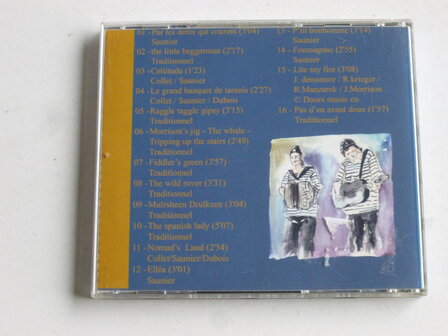 01 -Par les dents qui courent (3'04)
Saunier
02 -the little beggarman (2'17)
Traditionnel
03 -Celnitude (1'23)
Collet / Saunier
04 -Le grand banquet de taranis (2'27)
Collet / Saunier / Dubois
05 -Raggle taggle gipsy (3'15)
Traditionnel
06 -Morrison's jig - The whale -
Tripping up the stairs (2'49)
Traditionnel
07 -Fiddler's green (3'57)
Traditionnel
08 -The wild rover (3'31)
Traditionnel
09 -Muirsheen Druikeen (3'04)
Traditionnel
10 -The spanish lady (5'07)
Traditionnel
11 -Nomad's Land (2'54)
Collet/Saunier/Dubois
12 -Elléa (3'01)
Saunier
13 - P'tit bonhomme (3'14)
Saunier
14 - Foumagnac (2'55)
Saunier
15 - Lite my fire (3'08)
J. densmore / R.krieger /
R.Manzarek / J.Morrison
© Doors music co
16 -Pas d'en avant deux (1'57)
Traditionnel